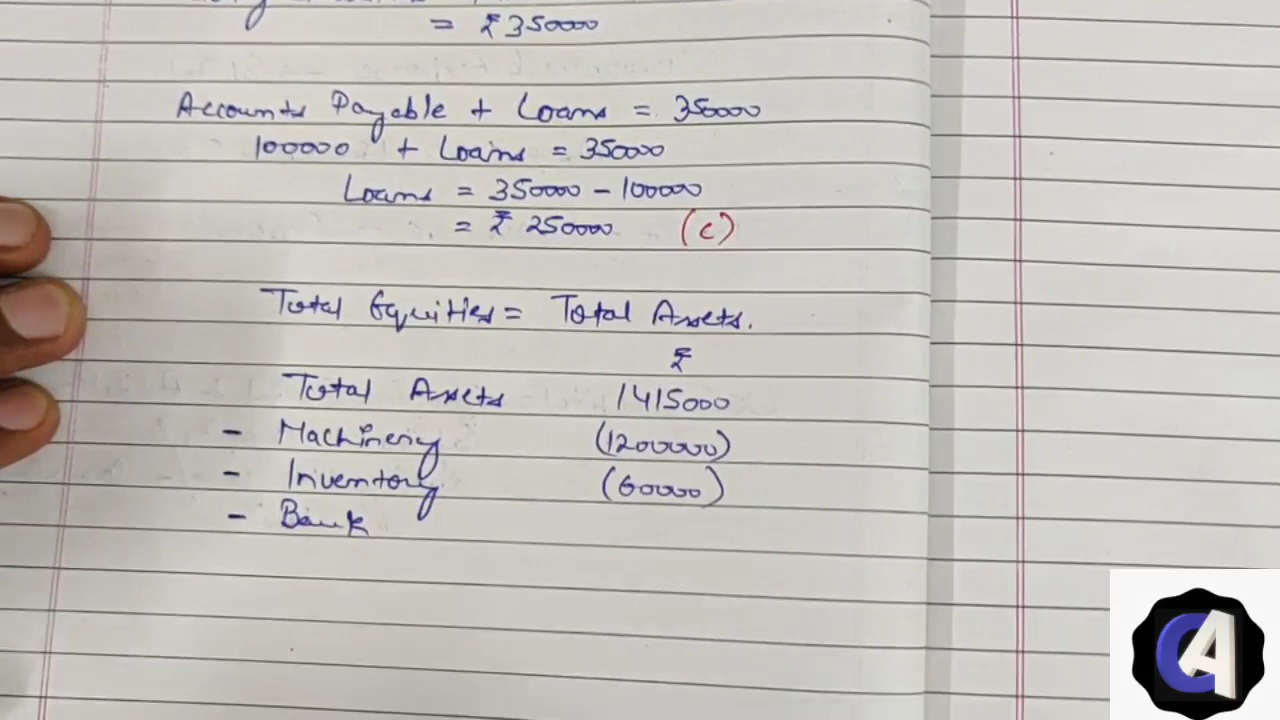 = ₹ 350000
Accounts Payable + Loans = 350000
100000 + Loans = 350000
Loans = 350000 - 100000
= ₹ 250000 (c)
Total Equities = Total Assets.
₹
Total Assets 1415000
- Machinery (1200000)
- Inventory (60000)
- Bank
CA